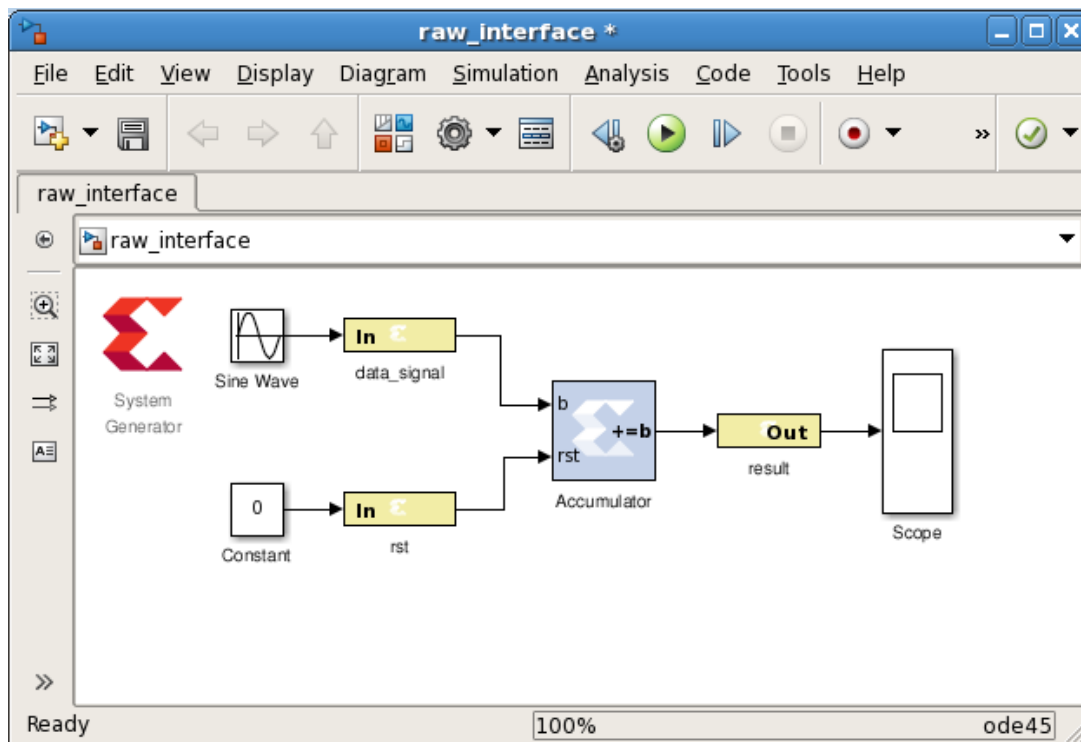 raw_interface *
File Edit View Display Diagram Simulation Analysis Code Tools Help
»
raw_interface
raw_interface
System
Generator
Sine Wave
In
data_signal
b
rst
+=b
Accumulator
Out
result
Scope
0
Constant
In
rst
A
»
Ready
100%
ode45